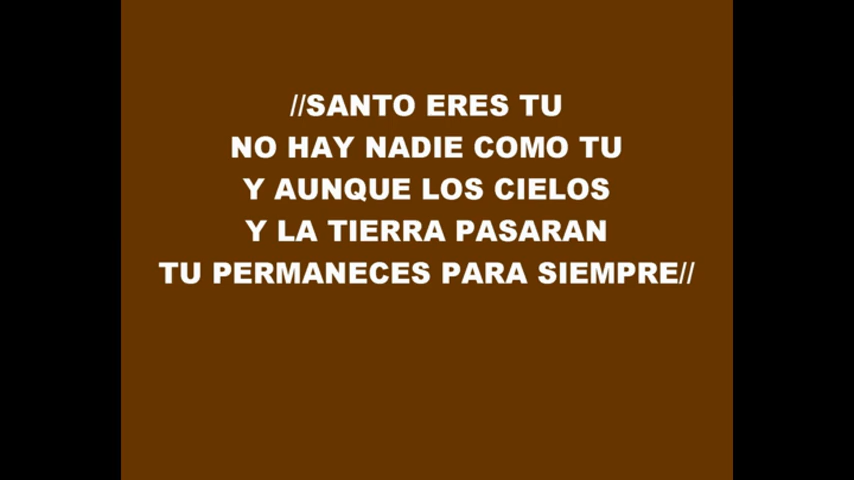 //SANTO ERES TU
NO HAY NADIE COMO TU
Y AUNQUE LOS CIELOS
Y LA TIERRA PASARAN
TU PERMANECES PARA SIEMPRE//